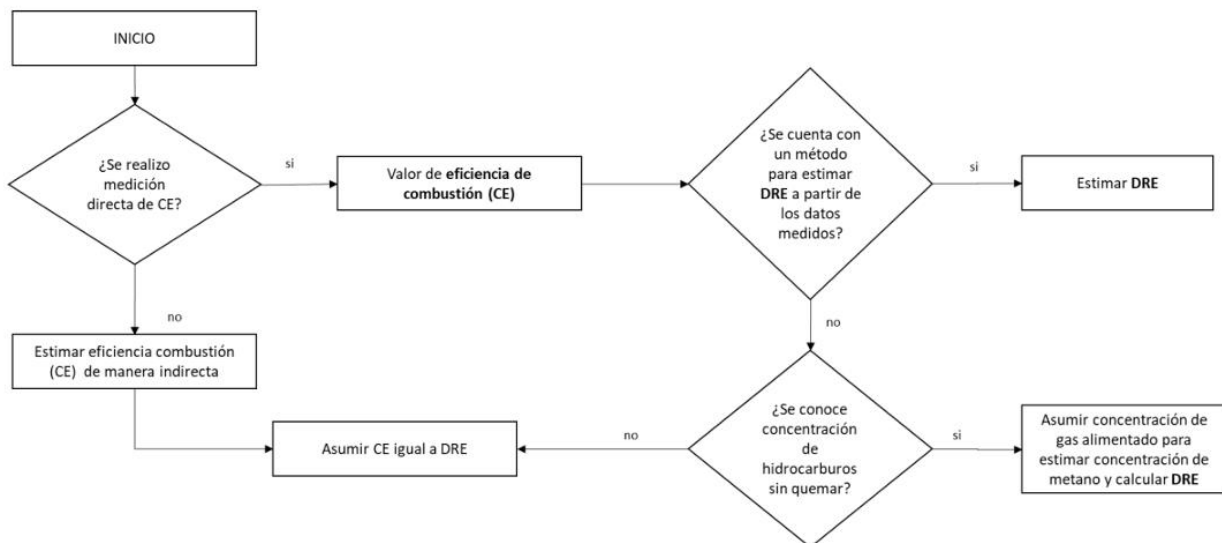 INICIO
¿Se realizo
medición
directa de CE?
si
Valor de eficiencia de
combustión (CE)
¿Se cuenta con
un método
para estimar
DRE a partir de
los datos
medidos?
si
Estimar DRE
no
Estimar eficiencia combustión
(CE) de manera indirecta
no
Asumir CE igual a DRE
no
¿Se conoce
concentración
de
hidrocarburos
sin quemar?
si
Asumir concentración de
gas alimentado para
estimar concentración de
metano y calcular DRE